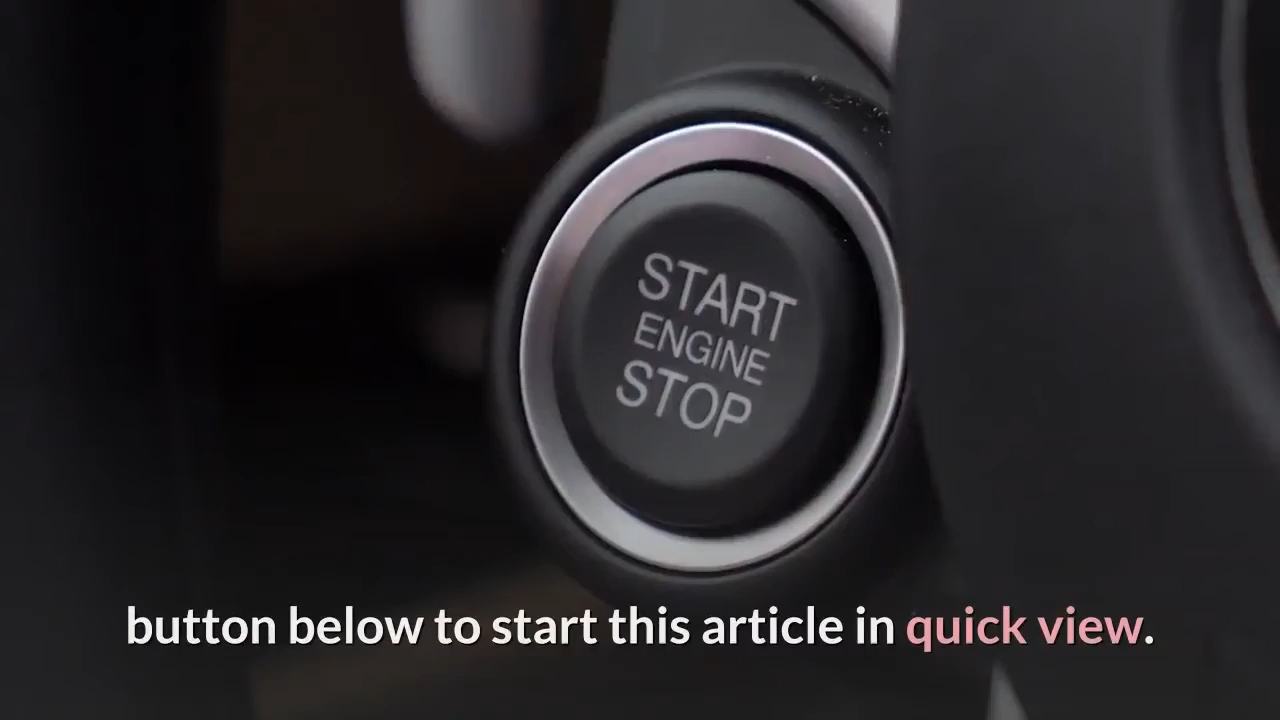 START
ENGINE
STOP
button below to start this article in quick view.